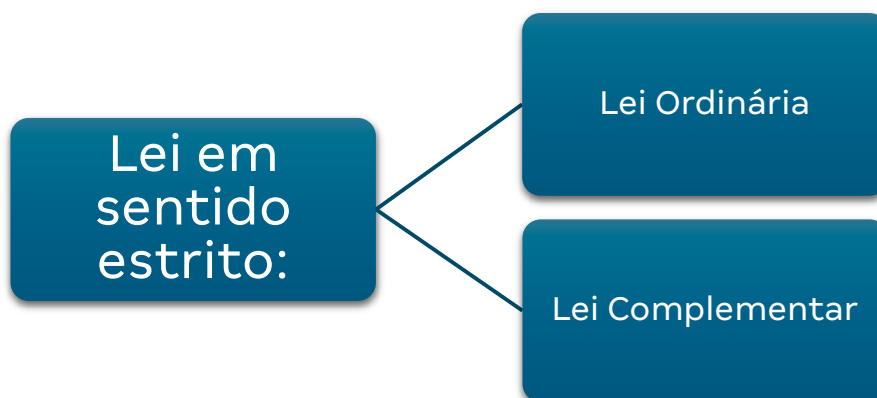 Lei em
sentido
estrito:
Lei Ordinária
Lei Complementar